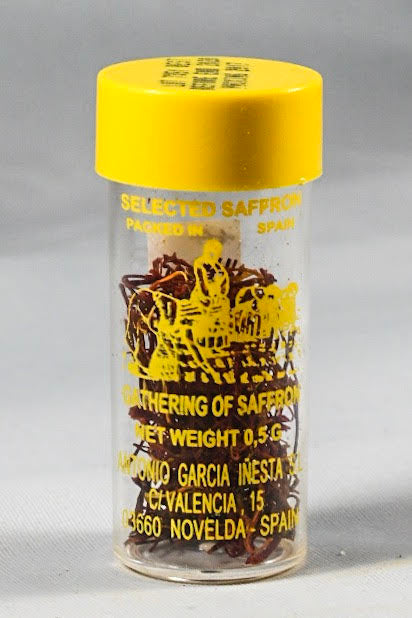 SELECTED SAFFRON
PACKED IN SPAIN
GATHERING OF SAFFRON
NET WEIGHT 0,5 G
ANTONIO GARCIA IÑESTA S.L.
C/.VALENCIA, 15
03660 NOVELDA - SPAIN